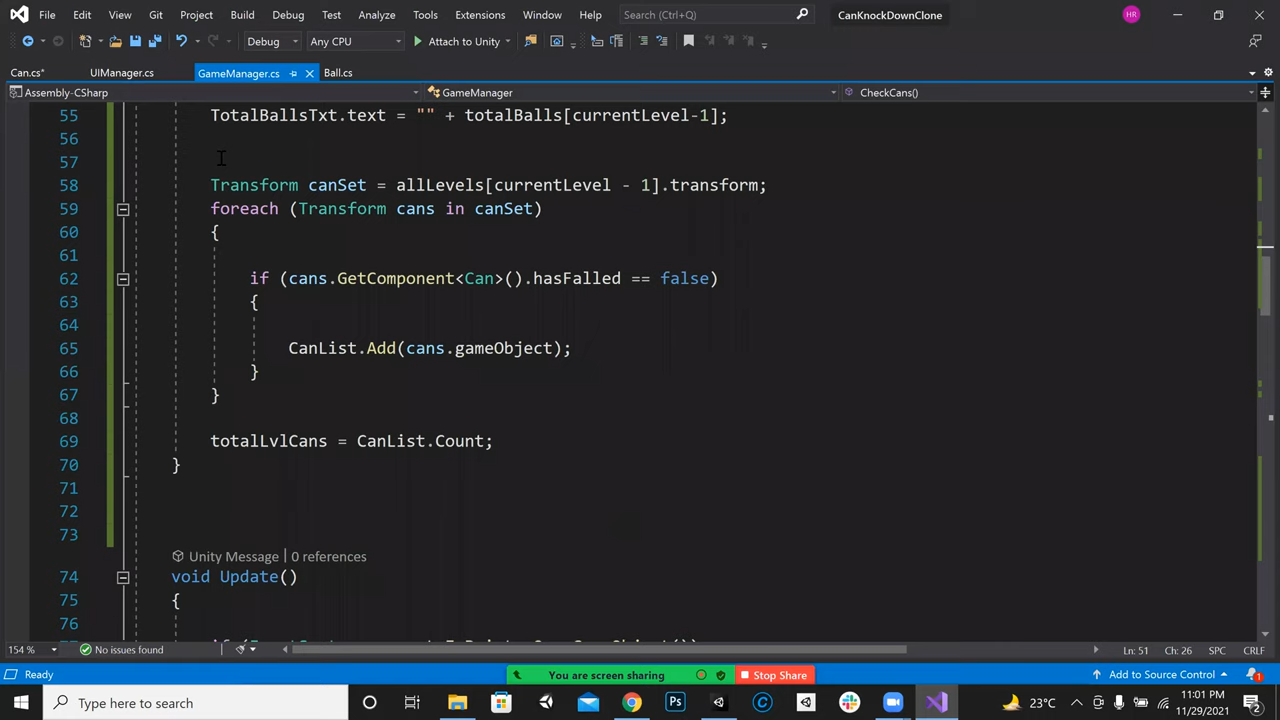 File Edit View Git Project Build Debug Test Analyze Tools Extensions Window Help Search (Ctrl+Q) CanKnockDownClone HR
Debug Any CPU Attach to Unity
Can.cs* UIManager.cs GameManager.cs Ball.cs
Assembly-CSharp GameManager CheckCans()
55 TotalBallsTxt.text = "" + totalBalls[currentLevel-1];
56
57
58 Transform canSet = allLevels[currentLevel - 1].transform;
59 foreach (Transform cans in canSet)
60 {
61
62 if (cans.GetComponent<Can>().hasFalled == false)
63 {
64
65 CanList.Add(cans.gameObject);
66 }
67 }
68
69 totalLvlCans = CanList.Count;
70 }
71
72
73
Unity Message | 0 references
74 void Update()
75 {
76
154 % No issues found Ln: 51 Ch: 26 SPC CRLF
Ready You are screen sharing Stop Share Add to Source Control 1
Type here to search Ps 23°C 11:01 PM
11/29/2021